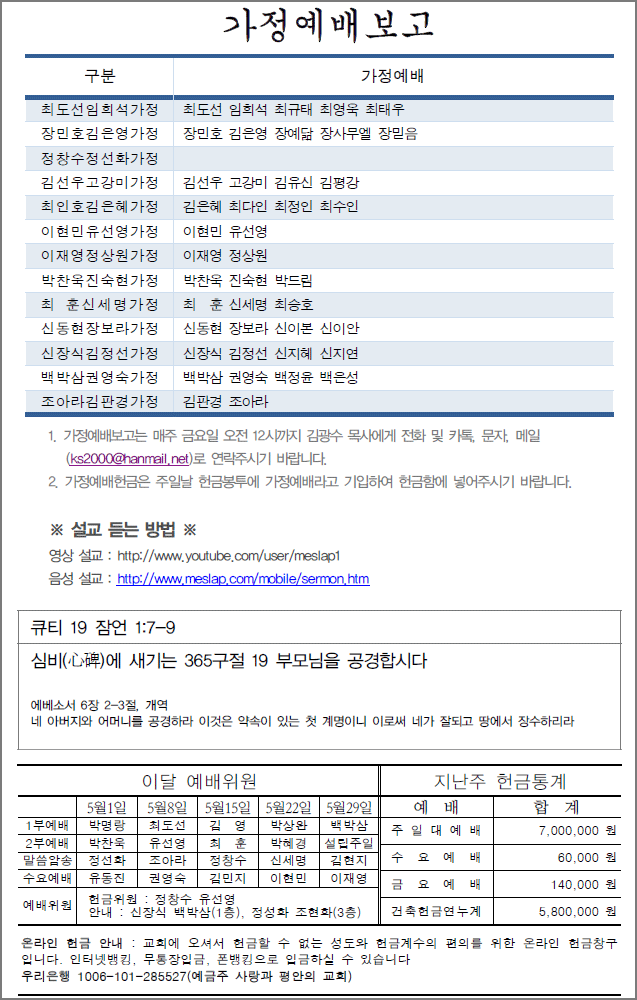 가정예배보고
구분 가정예배
최도선임희석가정 최도선 임희석 최규태 최영욱 최태우
장민호김은영가정 장민호 김은영 장예닮 장사무엘 장믿음
정창수정선화가정
김선우고강미가정 김선우 고강미 김유신 김평강
최인호김은혜가정 김은혜 최다인 최정인 최수인
이현민유선영가정 이현민 유선영
이재영정상원가정 이재영 정상원
박찬욱진숙현가정 박찬욱 진숙현 박드림
최 훈신세명가정 최 훈 신세명 최승호
신동현장보라가정 신동현 장보라 신이본 신이안
신장식김정선가정 신장식 김정선 신지혜 신지연
백박삼권영숙가정 백박삼 권영숙 백정윤 백은성
조아라김판경가정 김판경 조아라
1. 가정예배보고는 매주 금요일 오전 12시까지 김광수 목사에게 전화 및 카톡, 문자, 메일
(ks2000@hanmail.net)로 연락주시기 바랍니다.
2. 가정예배헌금은 주일날 헌금봉투에 가정예배라고 기입하여 헌금함에 넣어주시기 바랍니다.
※ 설교 듣는 방법 ※
영상 설교 : http://www.youtube.com/user/meslap1
음성 설교 : http://www.meslap.com/mobile/sermon.htm
큐티 19 잠언 1:7-9
심비(心碑)에 새기는 365구절 19 부모님을 공경합시다
에베소서 6장 2-3절, 개역
네 아버지와 어머니를 공경하라 이것은 약속이 있는 첫 계명이니 이로써 네가 잘되고 땅에서 장수하리라
이달 예배위원
5월1일 5월8일 5월15일 5월22일 5월29일
1부예배 박명랑 최도선 김 영 박상완 백박삼
2부예배 박찬욱 유선영 최 훈 박혜경 설립주일
말씀암송 정선화 조아라 정창수 신세명 김현지
수요예배 유동진 권영숙 김민지 이현민 이재영
예배위원 헌금위원 : 정창수 유선영
안내 : 신장식 백박삼(1층), 정성화 조현화(3층)
지난주 헌금통계
예 배 합 계
주 일 대 예 배 7,000,000 원
수 요 예 배 60,000 원
금 요 예 배 140,000 원
건축헌금연누계 5,800,000 원
온라인 헌금 안내 : 교회에 오셔서 헌금할 수 없는 성도와 헌금계수의 편의를 위한 온라인 헌금창구
입니다. 인터넷뱅킹, 무통장입금, 폰뱅킹으로 입금하실 수 있습니다
우리은행 1006-101-285527(예금주 사랑과 평안의 교회)